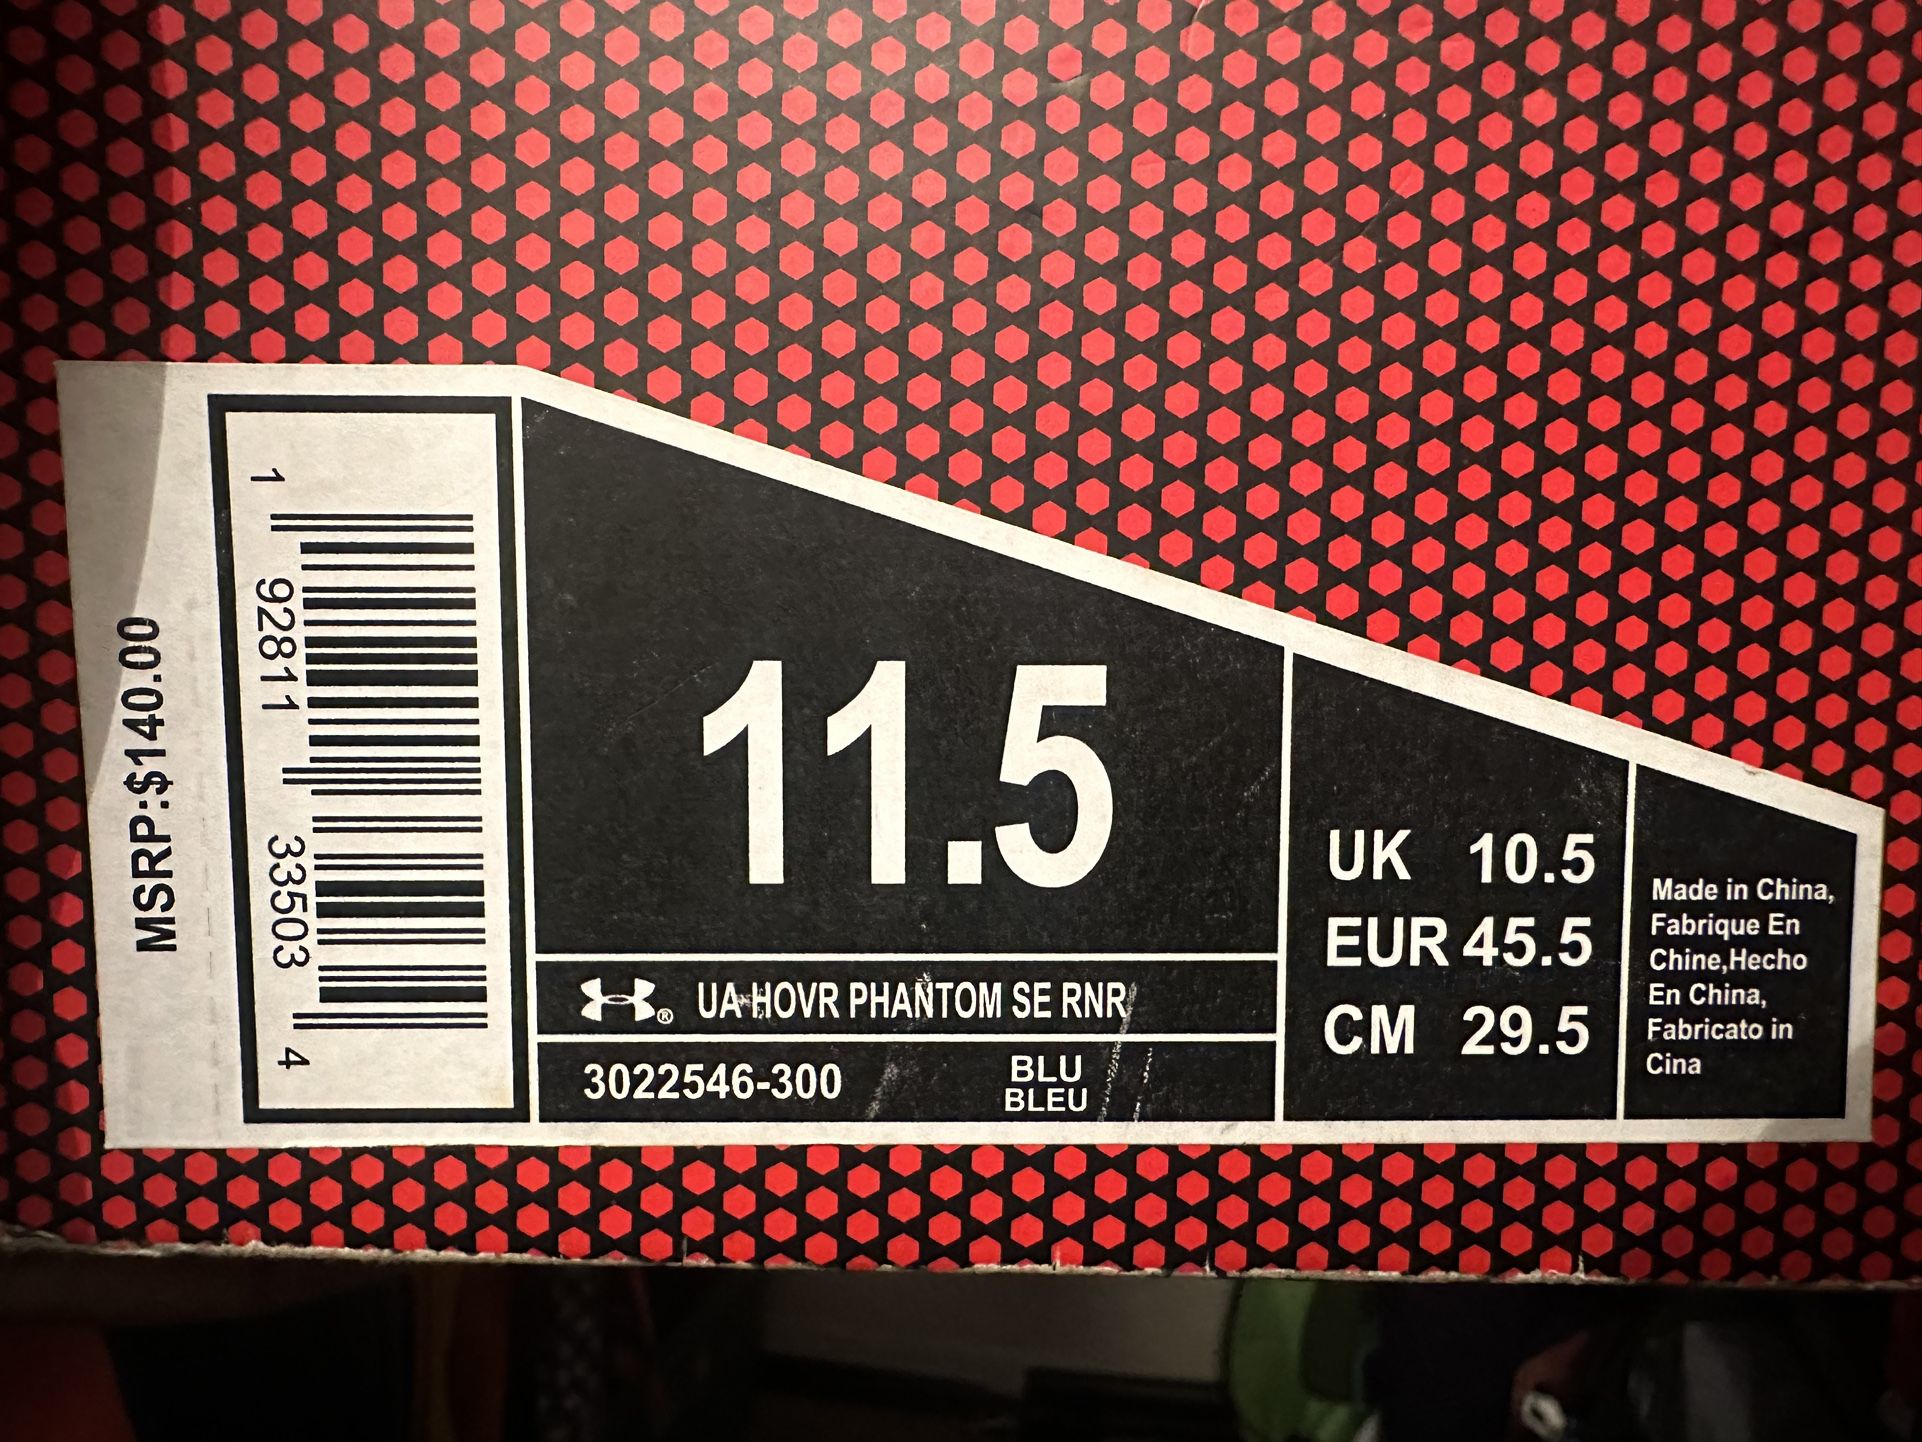 MSRP:$140.00
1 92811 33503 4
11.5
UA HOVR PHANTOM SE RNR
3022546-300
BLU
BLEU
UK 10.5
EUR 45.5
CM 29.5
Made in China,
Fabrique En
Chine,Hecho
En China,
Fabricato in
Cina